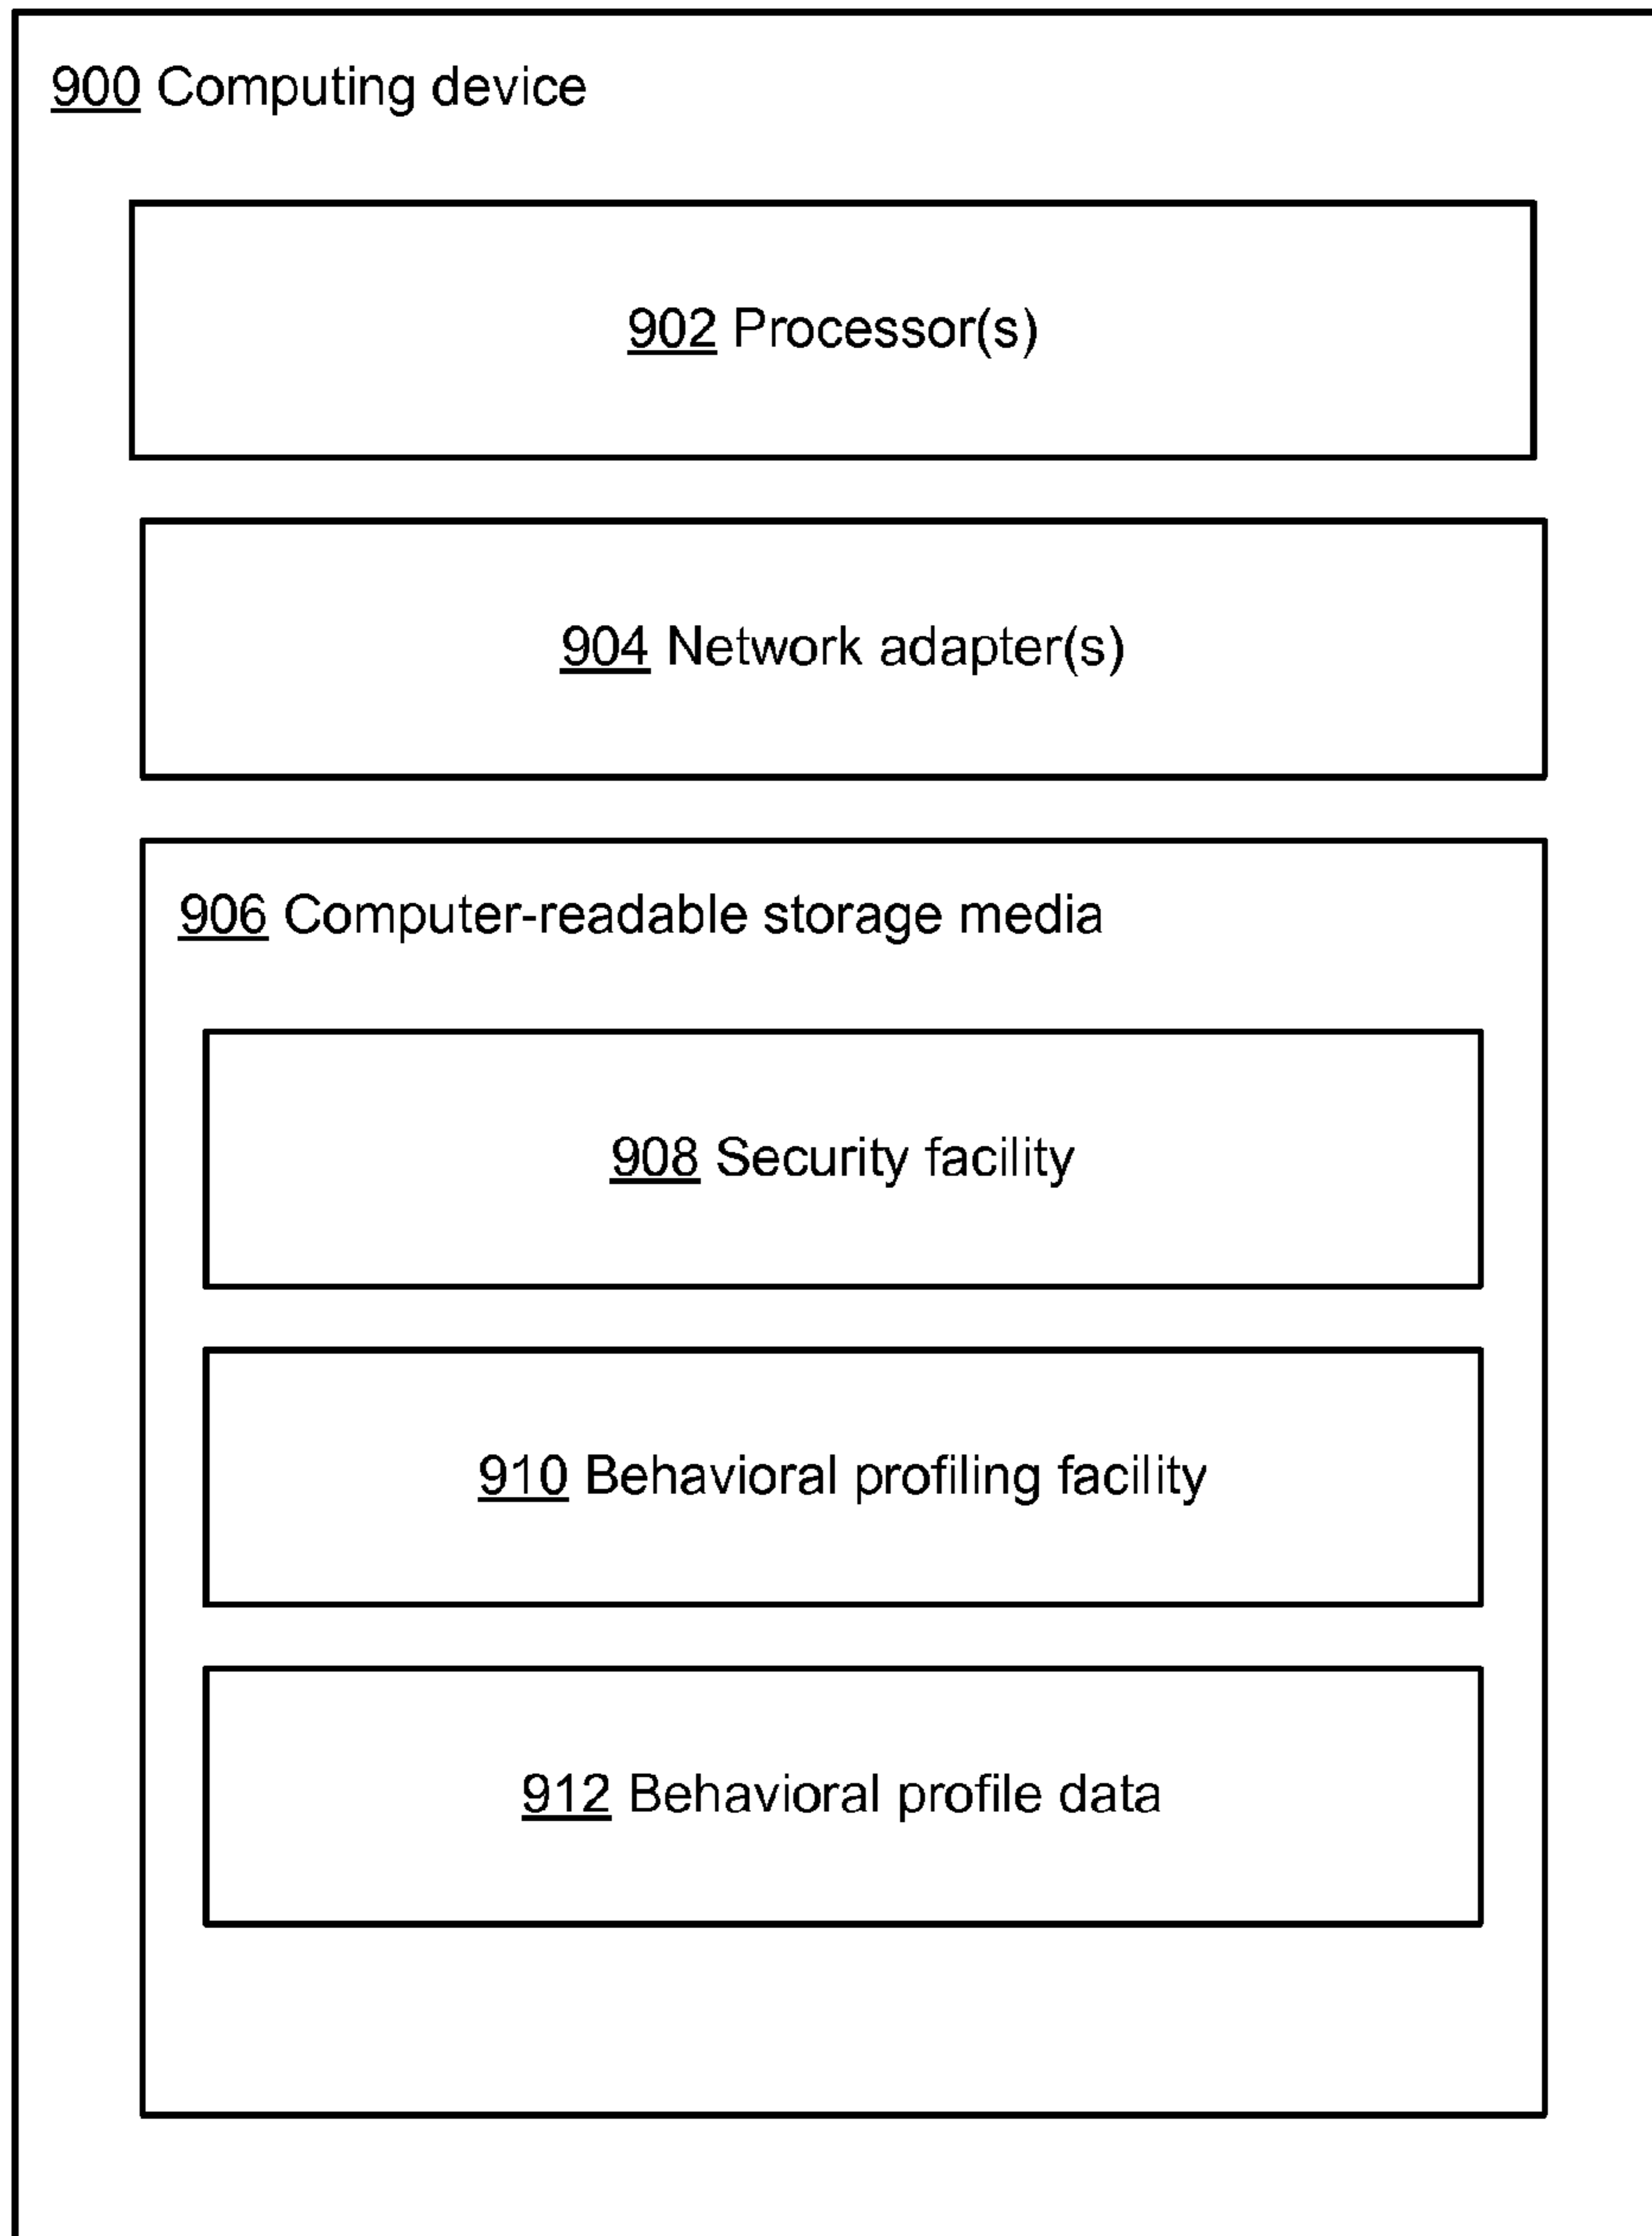 900 Computing device
902 Processor(s)
904 Network adapter(s)
906 Computer-readable storage media
908 Security facility
910 Behavioral profiling facility
912 Behavioral profile data